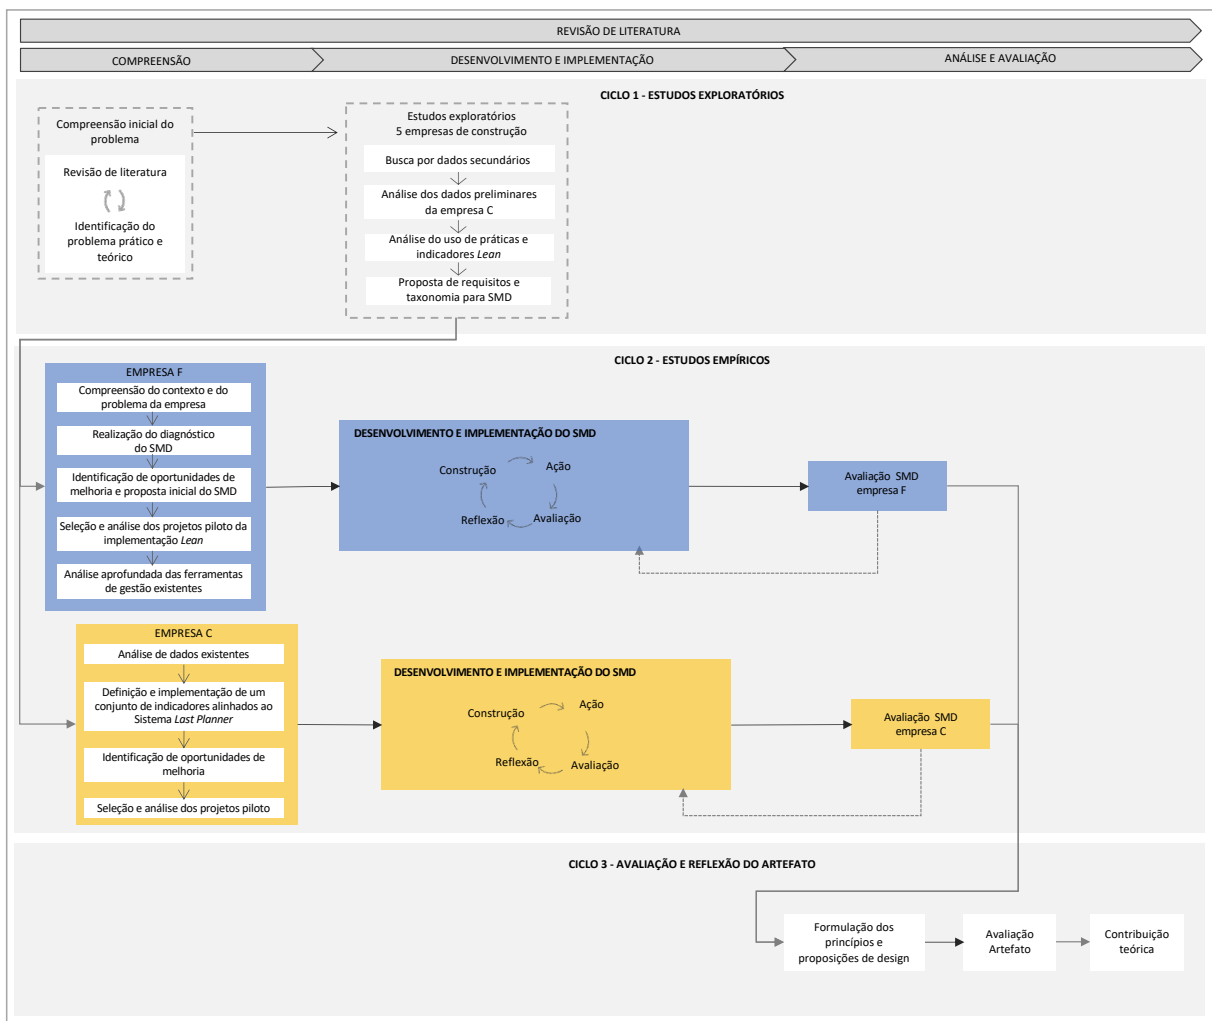 REVISÃO DE LITERATURA
COMPREENSÃO
DESENVOLVIMENTO E IMPLEMENTAÇÃO
ANÁLISE E AVALIAÇÃO
CICLO 1 - ESTUDOS EXPLORATÓRIOS
Compreensão inicial do
problema
Revisão de literatura
Identificação do
problema prático e
teórico
Estudos exploratórios
5 empresas de construção
Busca por dados secundários
Análise dos dados preliminares
da empresa C
Análise do uso de práticas e
indicadores Lean
Proposta de requisitos e
taxonomia para SMD
CICLO 2 - ESTUDOS EMPÍRICOS
EMPRESA F
Compreensão do contexto e do
problema da empresa
Realização do diagnóstico
do SMD
Identificação de oportunidades de
melhoria e proposta inicial do SMD
Seleção e análise dos projetos piloto da
implementação Lean
Análise aprofundada das ferramentas
de gestão existentes
DESENVOLVIMENTO E IMPLEMENTAÇÃO DO SMD
Construção
Ação
Reflexão
Avaliação
Avaliação SMD
empresa F
EMPRESA C
Análise de dados existentes
Definição e implementação de um
conjunto de indicadores alinhados ao
Sistema Last Planner
Identificação de oportunidades de
melhoria
Seleção e análise dos projetos piloto
DESENVOLVIMENTO E IMPLEMENTAÇÃO DO SMD
Construção
Ação
Reflexão
Avaliação
Avaliação SMD
empresa C
CICLO 3 - AVALIAÇÃO E REFLEXÃO DO ARTEFATO
Formulação dos
princípios e
proposições de design
Avaliação
Artefato
Contribuição
teórica